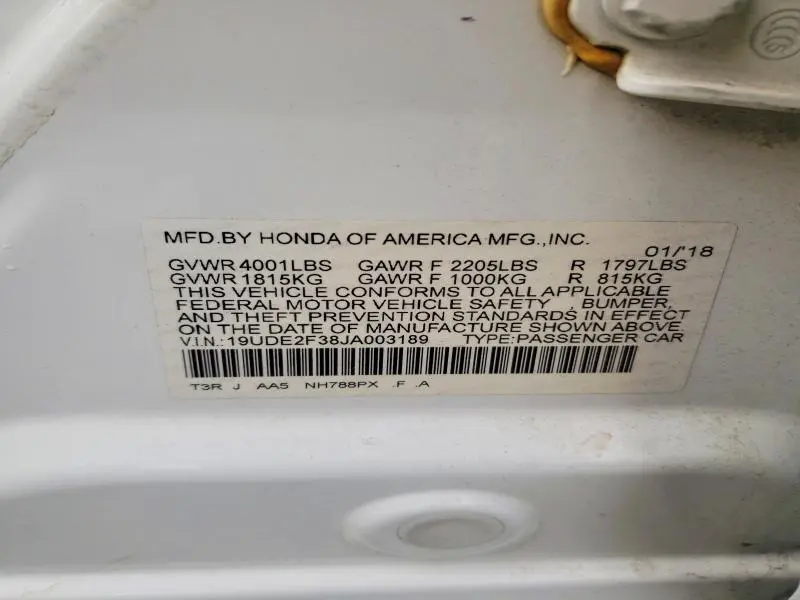 MFD.BY HONDA OF AMERICA MFG.,INC.
01/'18
GVWR 4001LBS GAWR F 2205LBS R 1797LBS
GVWR 1815KG GAWR F 1000KG R 815KG
THIS VEHICLE CONFORMS TO ALL APPLICABLE
FEDERAL MOTOR VEHICLE SAFETY BUMPER,
AND THEFT PREVENTION STANDARDS IN EFFECT
ON THE DATE OF MANUFACTURE SHOWN ABOVE
V.I.N.:19UDE2F38JA003189 TYPE:PASSENGER CAR
T3R J AA5 NH788PX .F .A